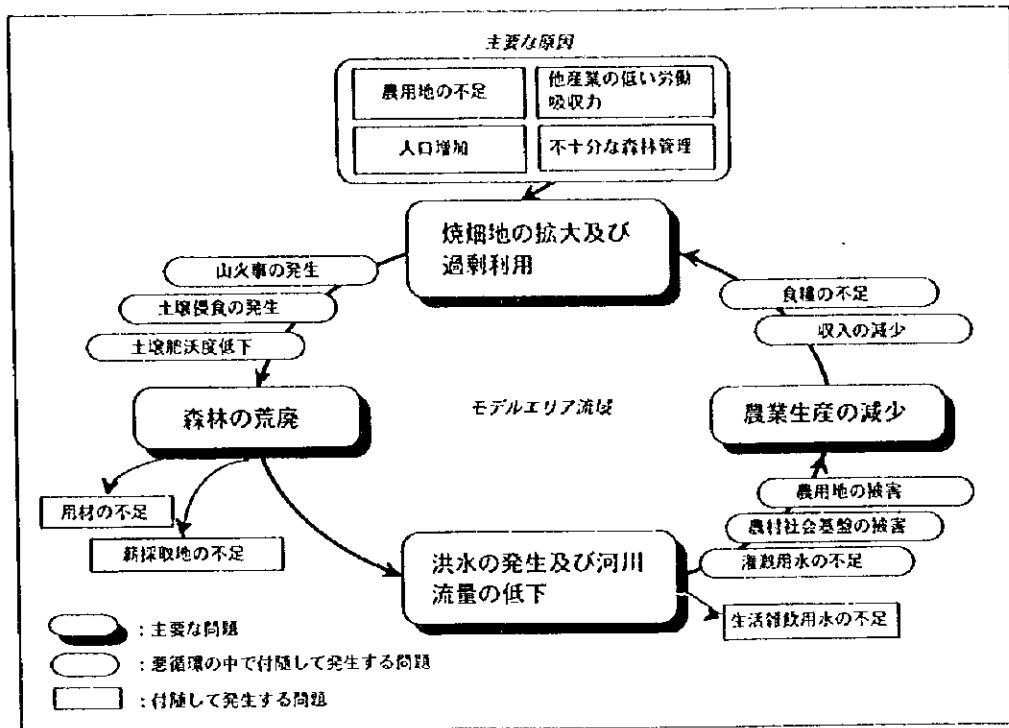 主要な原因
農用地の不足
他産業の低い労働
吸収力
人口増加
不十分な森林管理
焼畑地の拡大及び
過剰利用
山火事の発生
土壌侵食の発生
土壌肥沃度低下
食糧の不足
収入の減少
森林の荒廃
モデルエリア流域
農業生産の減少
用材の不足
薪採取地の不足
農用地の被害
農村社会基盤の被害
灌漑用水の不足
洪水の発生及び河川
流量の低下
生活雑飲用水の不足
：主要な問題
：悪循環の中で付随して発生する問題
：付随して発生する問題